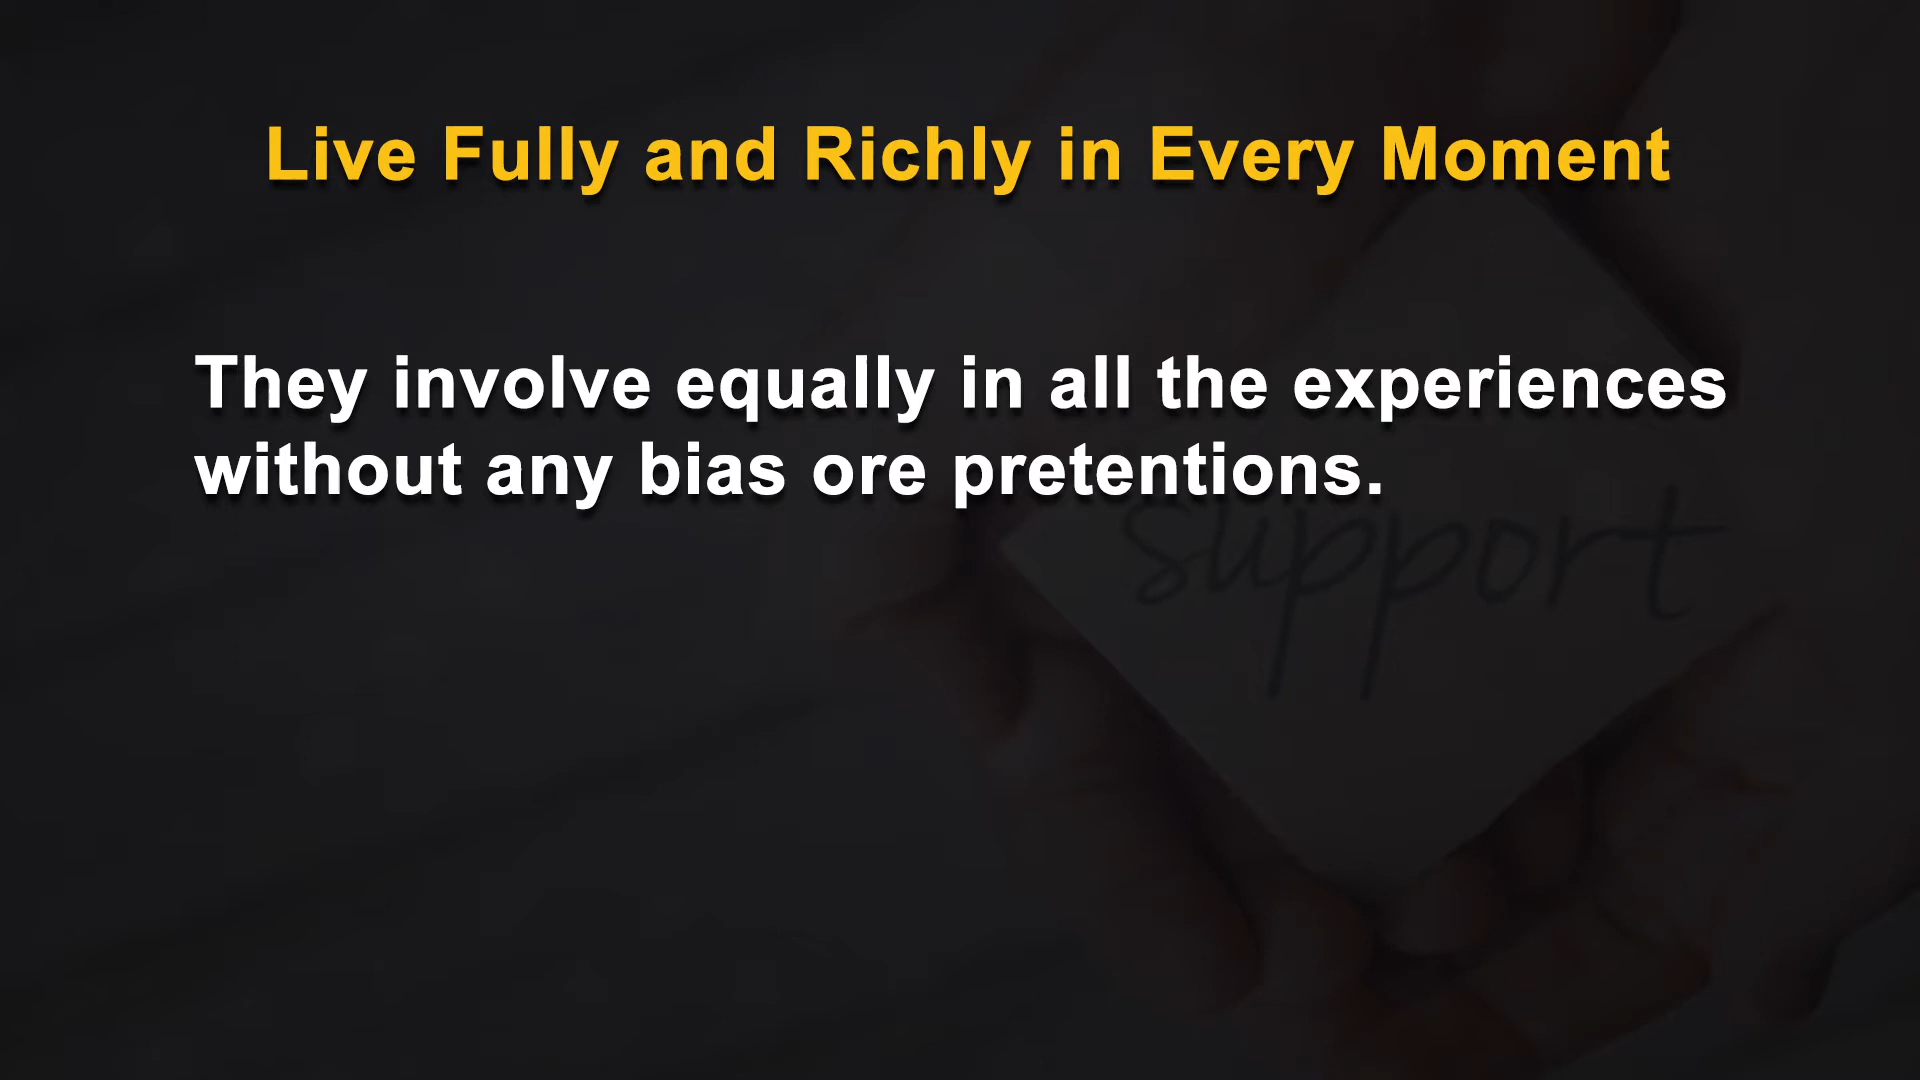 Live Fully and Richly in Every Moment
They involve equally in all the experiences
without any bias ore pretentions.
support